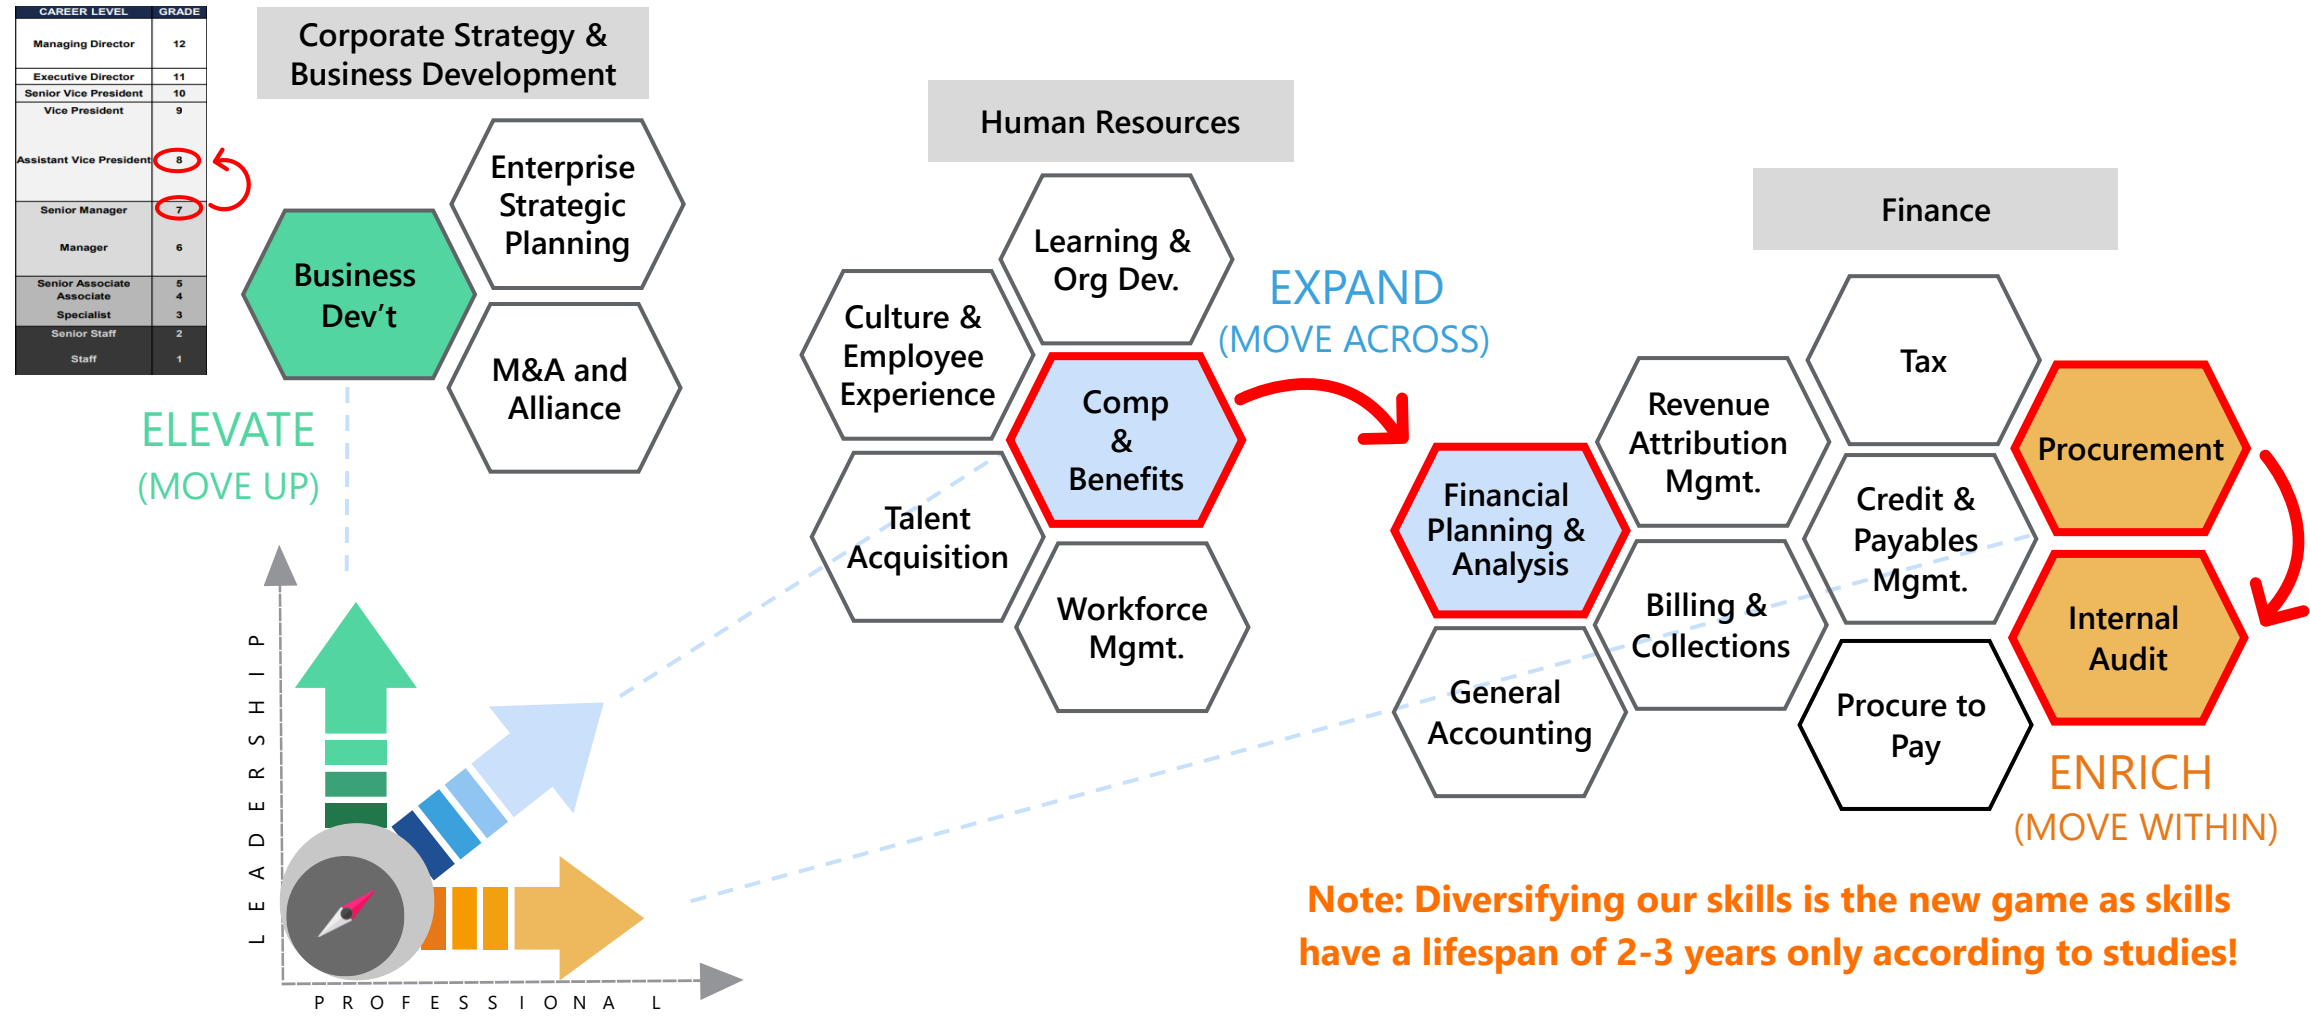 CAREER LEVEL GRADE
Managing Director 12
Executive Director 11
Senior Vice President 10
Vice President 9
Assistant Vice President 8
Senior Manager 7
Manager 6
Senior Associate 5
Associate 4
Specialist 3
Senior Staff 2
Staff 1
Corporate Strategy &
Business Development
Enterprise
Strategic
Planning
Business
Dev’t
M&A and
Alliance
ELEVATE
(MOVE UP)
Human Resources
Learning &
Org Dev.
Culture &
Employee
Experience
Comp
&
Benefits
Talent
Acquisition
Workforce
Mgmt.
EXPAND
(MOVE ACROSS)
Finance
Tax
Revenue
Attribution
Mgmt.
Procurement
Financial
Planning &
Analysis
Credit &
Payables
Mgmt.
Billing &
Collections
Internal
Audit
General
Accounting
Procure to
Pay
ENRICH
(MOVE WITHIN)
LEADERSHIP
PROFESSIONAL
Note: Diversifying our skills is the new game as skills
have a lifespan of 2-3 years only according to studies!